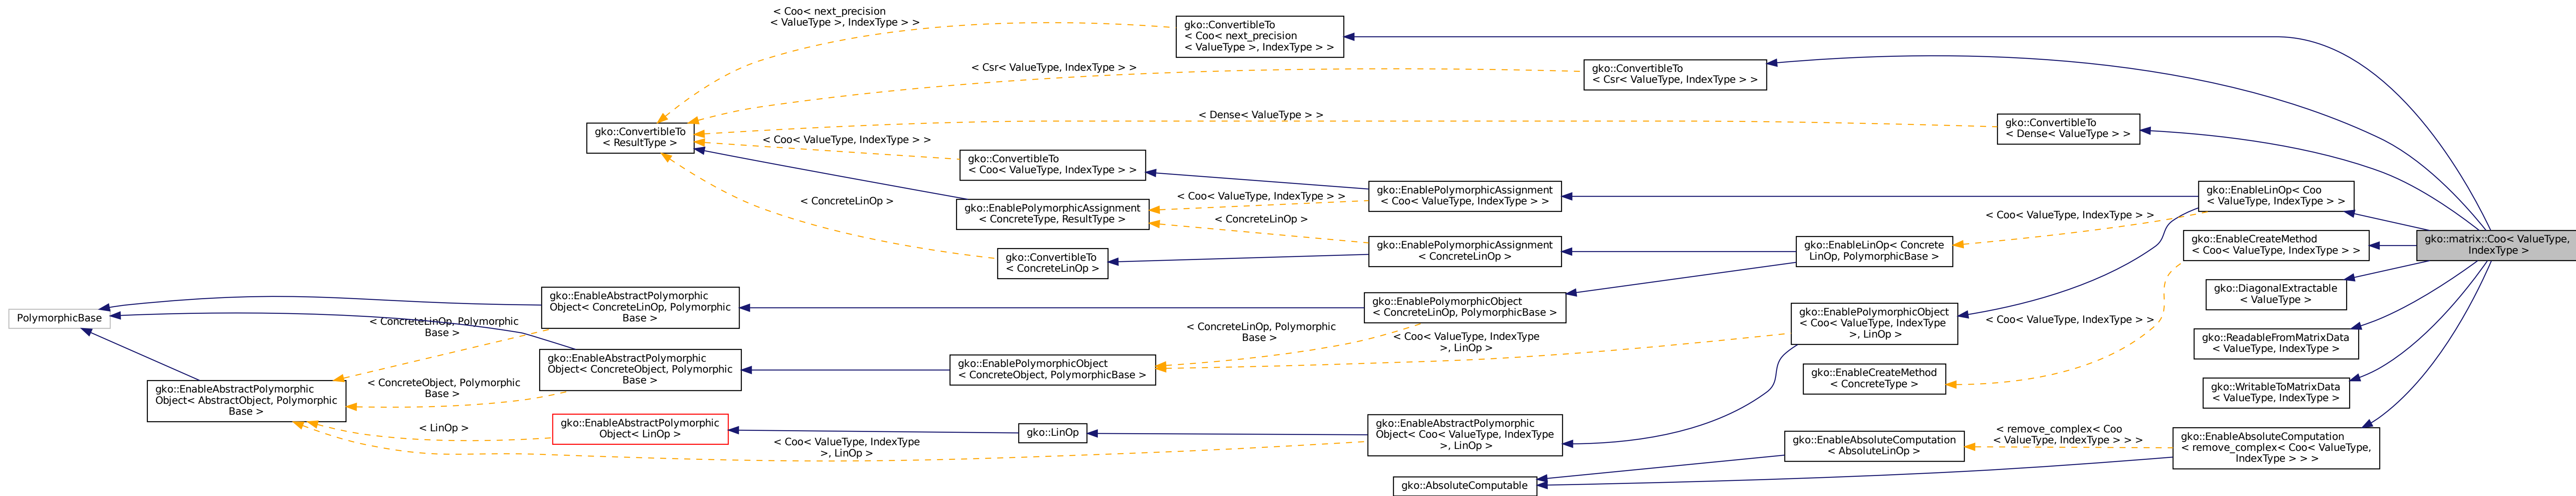 < Coo< next_precision
< ValueType >, IndexType > >
gko::ConvertibleTo
< Coo< next_precision
< ValueType >, IndexType > >
< Csr< ValueType, IndexType > >
gko::ConvertibleTo
< Csr< ValueType, IndexType > >
gko::ConvertibleTo
< ResultType >
< Dense< ValueType > >
gko::ConvertibleTo
< Dense< ValueType > >
< Coo< ValueType, IndexType > >
gko::ConvertibleTo
< Coo< ValueType, IndexType > >
gko::EnablePolymorphicAssignment
< ConcreteType, ResultType >
< ConcreteLinOp >
gko::ConvertibleTo
< ConcreteLinOp >
< Coo< ValueType, IndexType > >
< ConcreteLinOp >
gko::EnablePolymorphicAssignment
< Coo< ValueType, IndexType > >
gko::EnablePolymorphicAssignment
< ConcreteLinOp >
gko::EnableLinOp< Concrete
LinOp, PolymorphicBase >
< Coo< ValueType, IndexType > >
gko::EnableLinOp< Coo
< ValueType, IndexType > >
gko::EnableCreateMethod
< Coo< ValueType, IndexType > >
gko::matrix::Coo< ValueType,
IndexType >
gko::DiagonalExtractable
< ValueType >
gko::ReadableFromMatrixData
< ValueType, IndexType >
gko::WritableToMatrixData
< ValueType, IndexType >
gko::EnableAbsoluteComputation
< remove_complex< Coo< ValueType,
IndexType > > >
PolymorphicBase
gko::EnableAbstractPolymorphic
Object< ConcreteLinOp, Polymorphic
Base >
< ConcreteLinOp, Polymorphic
Base >
gko::EnableAbstractPolymorphic
Object< ConcreteObject, Polymorphic
Base >
< ConcreteObject, Polymorphic
Base >
gko::EnableAbstractPolymorphic
Object< AbstractObject, Polymorphic
Base >
< LinOp >
gko::EnableAbstractPolymorphic
Object< LinOp >
< Coo< ValueType, IndexType
>, LinOp >
gko::EnablePolymorphicObject
< ConcreteObject, PolymorphicBase >
gko::LinOp
< ConcreteLinOp, Polymorphic
Base >
gko::EnablePolymorphicObject
< ConcreteLinOp, PolymorphicBase >
< Coo< ValueType, IndexType
>, LinOp >
gko::EnableAbstractPolymorphic
Object< Coo< ValueType, IndexType
>, LinOp >
gko::AbsoluteComputable
gko::EnablePolymorphicObject
< Coo< ValueType, IndexType
>, LinOp >
< Coo< ValueType, IndexType > >
gko::EnableCreateMethod
< ConcreteType >
gko::EnableAbsoluteComputation
< AbsoluteLinOp >
< remove_complex< Coo
< ValueType, IndexType > > >